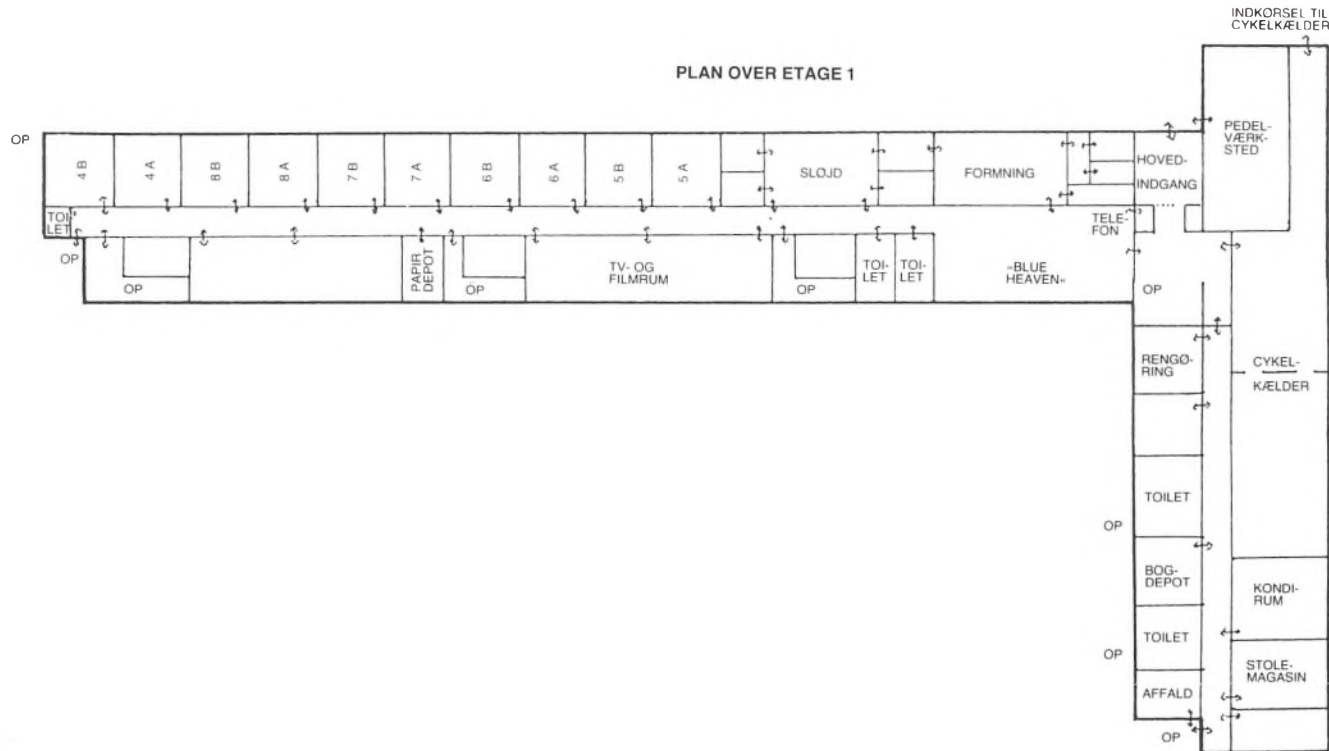 INDKORSEL TIL
CYKELKÆLDER
PLAN OVER ETAGE 1
OP
4 B
4 A
8 B
8 A
7 B
7 A
6 B
6 A
5 B
5 A
SLØJD
FORMNING
HOVED-
INDGANG
PEDEL-
VÆRK-
STED
TOI-
LET
TELE-
FON
OP
OP
PAPIR
DEPOT
OP
TV- OG
FILMRUM
OP
TOI-
LET
TOI-
LET
»BLUE
HEAVEN«
OP
RENGØ-
RING
CYKEL-
KÆLDER
TOILET
OP
BOG-
DEPOT
KONDI-
RUM
TOILET
OP
STOLE-
MAGASIN
AFFALD
OP